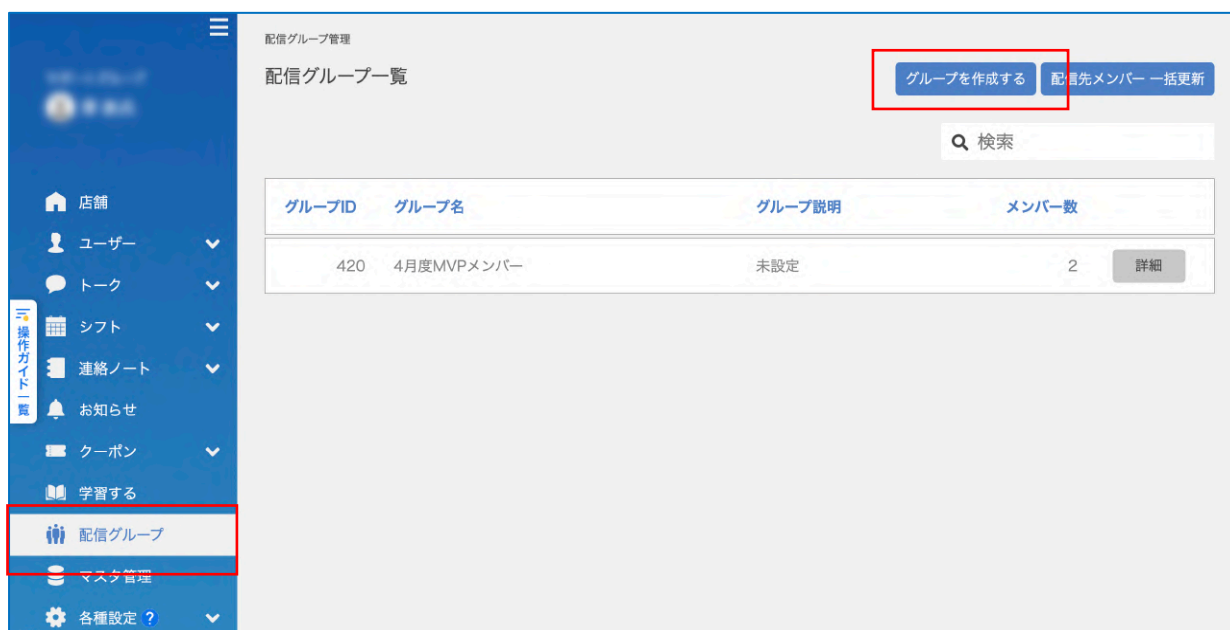 店舗
ユーザー
トーク
シフト
連絡ノート
お知らせ
クーポン
学習する
配信グループ
マスタ管理
各種設定 ?
操作ガイド一覧
配信グループ管理
配信グループ一覧
グループを作成する
配信先メンバー 一括更新
検索
グループID グループ名 グループ説明 メンバー数
420 4月度MVPメンバー 未設定 2 詳細